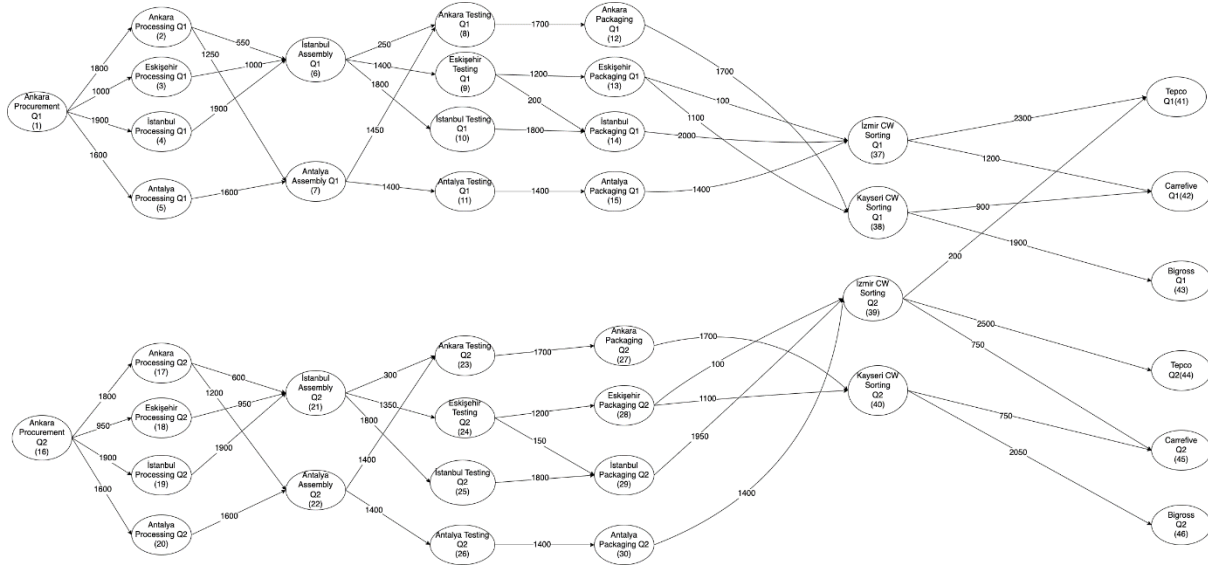 Ankara
Processing Q1
(2)
Ankara Testing
Q1
(8)
Ankara
Packaging
Q1
(12)
1700
550
250
1800
1250
İstanbul
Assembly
Q1
(6)
1400
1800
Eskişehir
Processing Q1
(3)
1000
1000
Eskişehir
Testing
Q1
(9)
1200
200
Eskişehir
Packaging Q1
(13)
1700
100
1100
Ankara
Procurement
Q1
(1)
1900
1600
İstanbul
Processing Q1
(4)
1900
1450
İstanbul Testing
Q1
(10)
1800
İstanbul
Packaging Q1
(14)
2000
İzmir CW
Sorting
Q1
(37)
2300
1200
Tepco
Q1(41)
Antalya
Processing Q1
(5)
1600
Antalya
Assembly Q1
(7)
1400
Antalya Testing
Q1
(11)
1400
Antalya
Packaging Q1
(15)
1400
Kayseri CW
Sorting
Q1
(38)
900
1900
Carrefive
Q1(42)
200
Bigross
Q1
(43)
İzmir CW
Sorting
Q2
(39)
2500
750
Ankara
Processing Q2
(17)
600
1200
1800
İstanbul
Assembly
Q2
(21)
300
1350
1800
Ankara Testing
Q2
(23)
1700
Ankara
Packaging
Q2
(27)
1700
100
Tepco
Q2(44)
Eskişehir
Processing Q2
(18)
950
950
Eskişehir
Testing
Q2
(24)
1200
150
Eskişehir
Packaging Q2
(28)
1100
Kayseri CW
Sorting
Q2
(40)
750
2050
Ankara
Procurement
Q2
(16)
1900
1600
İstanbul
Processing Q2
(19)
1900
1400
1950
Carrefive
Q2
(45)
Antalya
Assembly
Q2
(22)
1400
İstanbul Testing
Q2
(25)
1800
İstanbul
Packaging Q2
(29)
1400
Antalya
Processing Q2
(20)
1600
Antalya Testing
Q2
(26)
1400
Antalya
Packaging Q2
(30)
Bigross
Q2
(46)